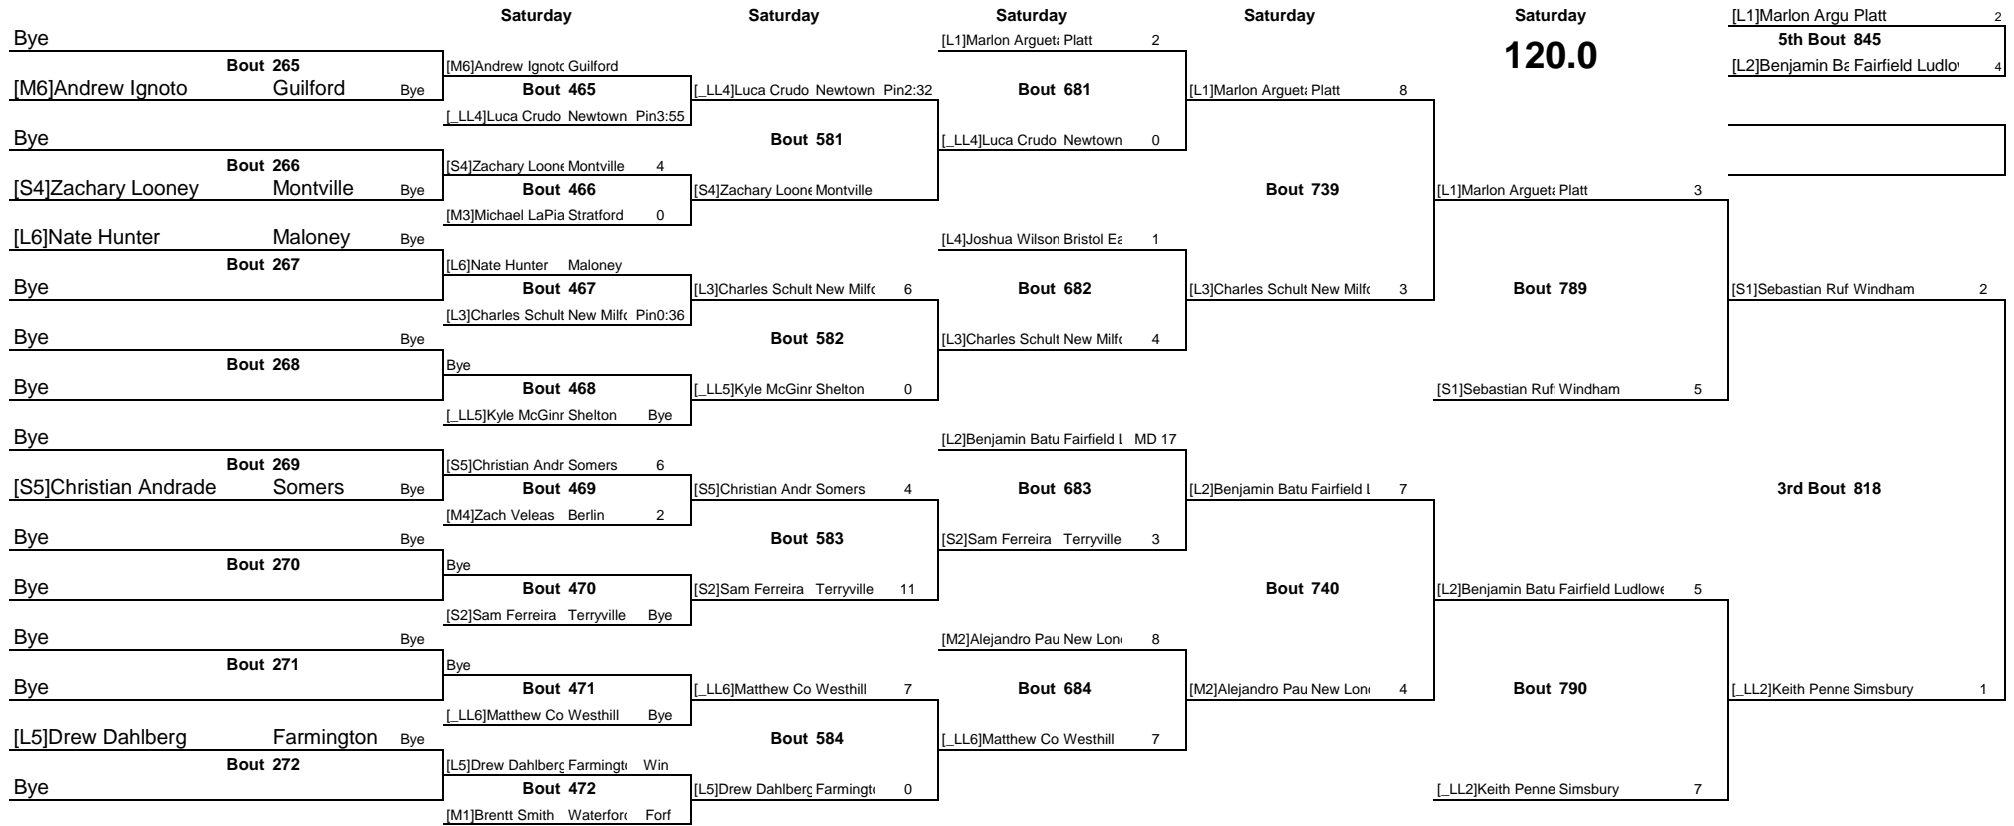 Saturday Saturday Saturday Saturday Saturday [L1]Marlon Argu Platt 2
Bye [L1]Marlon Argueta Platt 2 120.0 5th Bout 845
Bout 265 [M6]Andrew Ignoto Guilford [L2]Benjamin Ba Fairfield Ludlow 4
[M6]Andrew Ignoto Guilford Bye Bout 465 [_LL4]Luca Crudo Newtown Pin2:32 Bout 681 [L1]Marlon Argueta Platt 8
[_LL4]Luca Crudo Newtown Pin3:55
Bye Bout 581 [_LL4]Luca Crudo Newtown 0
Bout 266 [S4]Zachary Loone Montville 4
[S4]Zachary Looney Montville Bye Bout 466 [S4]Zachary Loone Montville Bout 739 [L1]Marlon Argueta Platt 3
[M3]Michael LaPia Stratford 0
[L6]Nate Hunter Maloney Bye [L4]Joshua Wilson Bristol Ea 1
Bout 267 [L6]Nate Hunter Maloney
Bye Bout 467 [L3]Charles Schult New Milfo 6 Bout 682 [L3]Charles Schult New Milfo 3 Bout 789 [S1]Sebastian Ruf Windham 2
[L3]Charles Schult New Milfo Pin0:36
Bye Bye Bout 582 [L3]Charles Schult New Milfo 4
Bout 268 Bye
Bye Bout 468 [_LL5]Kyle McGinr Shelton 0 [S1]Sebastian Ruf Windham 5
[_LL5]Kyle McGinr Shelton Bye
Bye [L2]Benjamin Batu Fairfield L MD 17
Bout 269 [S5]Christian Andr Somers 6
[S5]Christian Andrade Somers Bye Bout 469 [S5]Christian Andr Somers 4 Bout 683 [L2]Benjamin Batu Fairfield L 7 3rd Bout 818
[M4]Zach Veleas Berlin 2
Bye Bye Bout 583 [S2]Sam Ferreira Terryville 3
Bout 270 Bye
Bye Bout 470 [S2]Sam Ferreira Terryville 11 Bout 740 [L2]Benjamin Batu Fairfield Ludlowe 5
[S2]Sam Ferreira Terryville Bye
Bye Bye [M2]Alejandro Pau New Lon 8
Bout 271 Bye
Bye Bout 471 [_LL6]Matthew Co Westhill 7 Bout 684 [M2]Alejandro Pau New Lon 4 Bout 790 [_LL2]Keith Penne Simsbury 1
[_LL6]Matthew Co Westhill Bye
[L5]Drew Dahlberg Farmington Bye Bout 584 [_LL6]Matthew Co Westhill 7
Bout 272 [L5]Drew Dahlberg Farmingt Win
Bye Bout 472 [L5]Drew Dahlberg Farmingt 0 [_LL2]Keith Penne Simsbury 7
[M1]Brentt Smith Waterford Forf